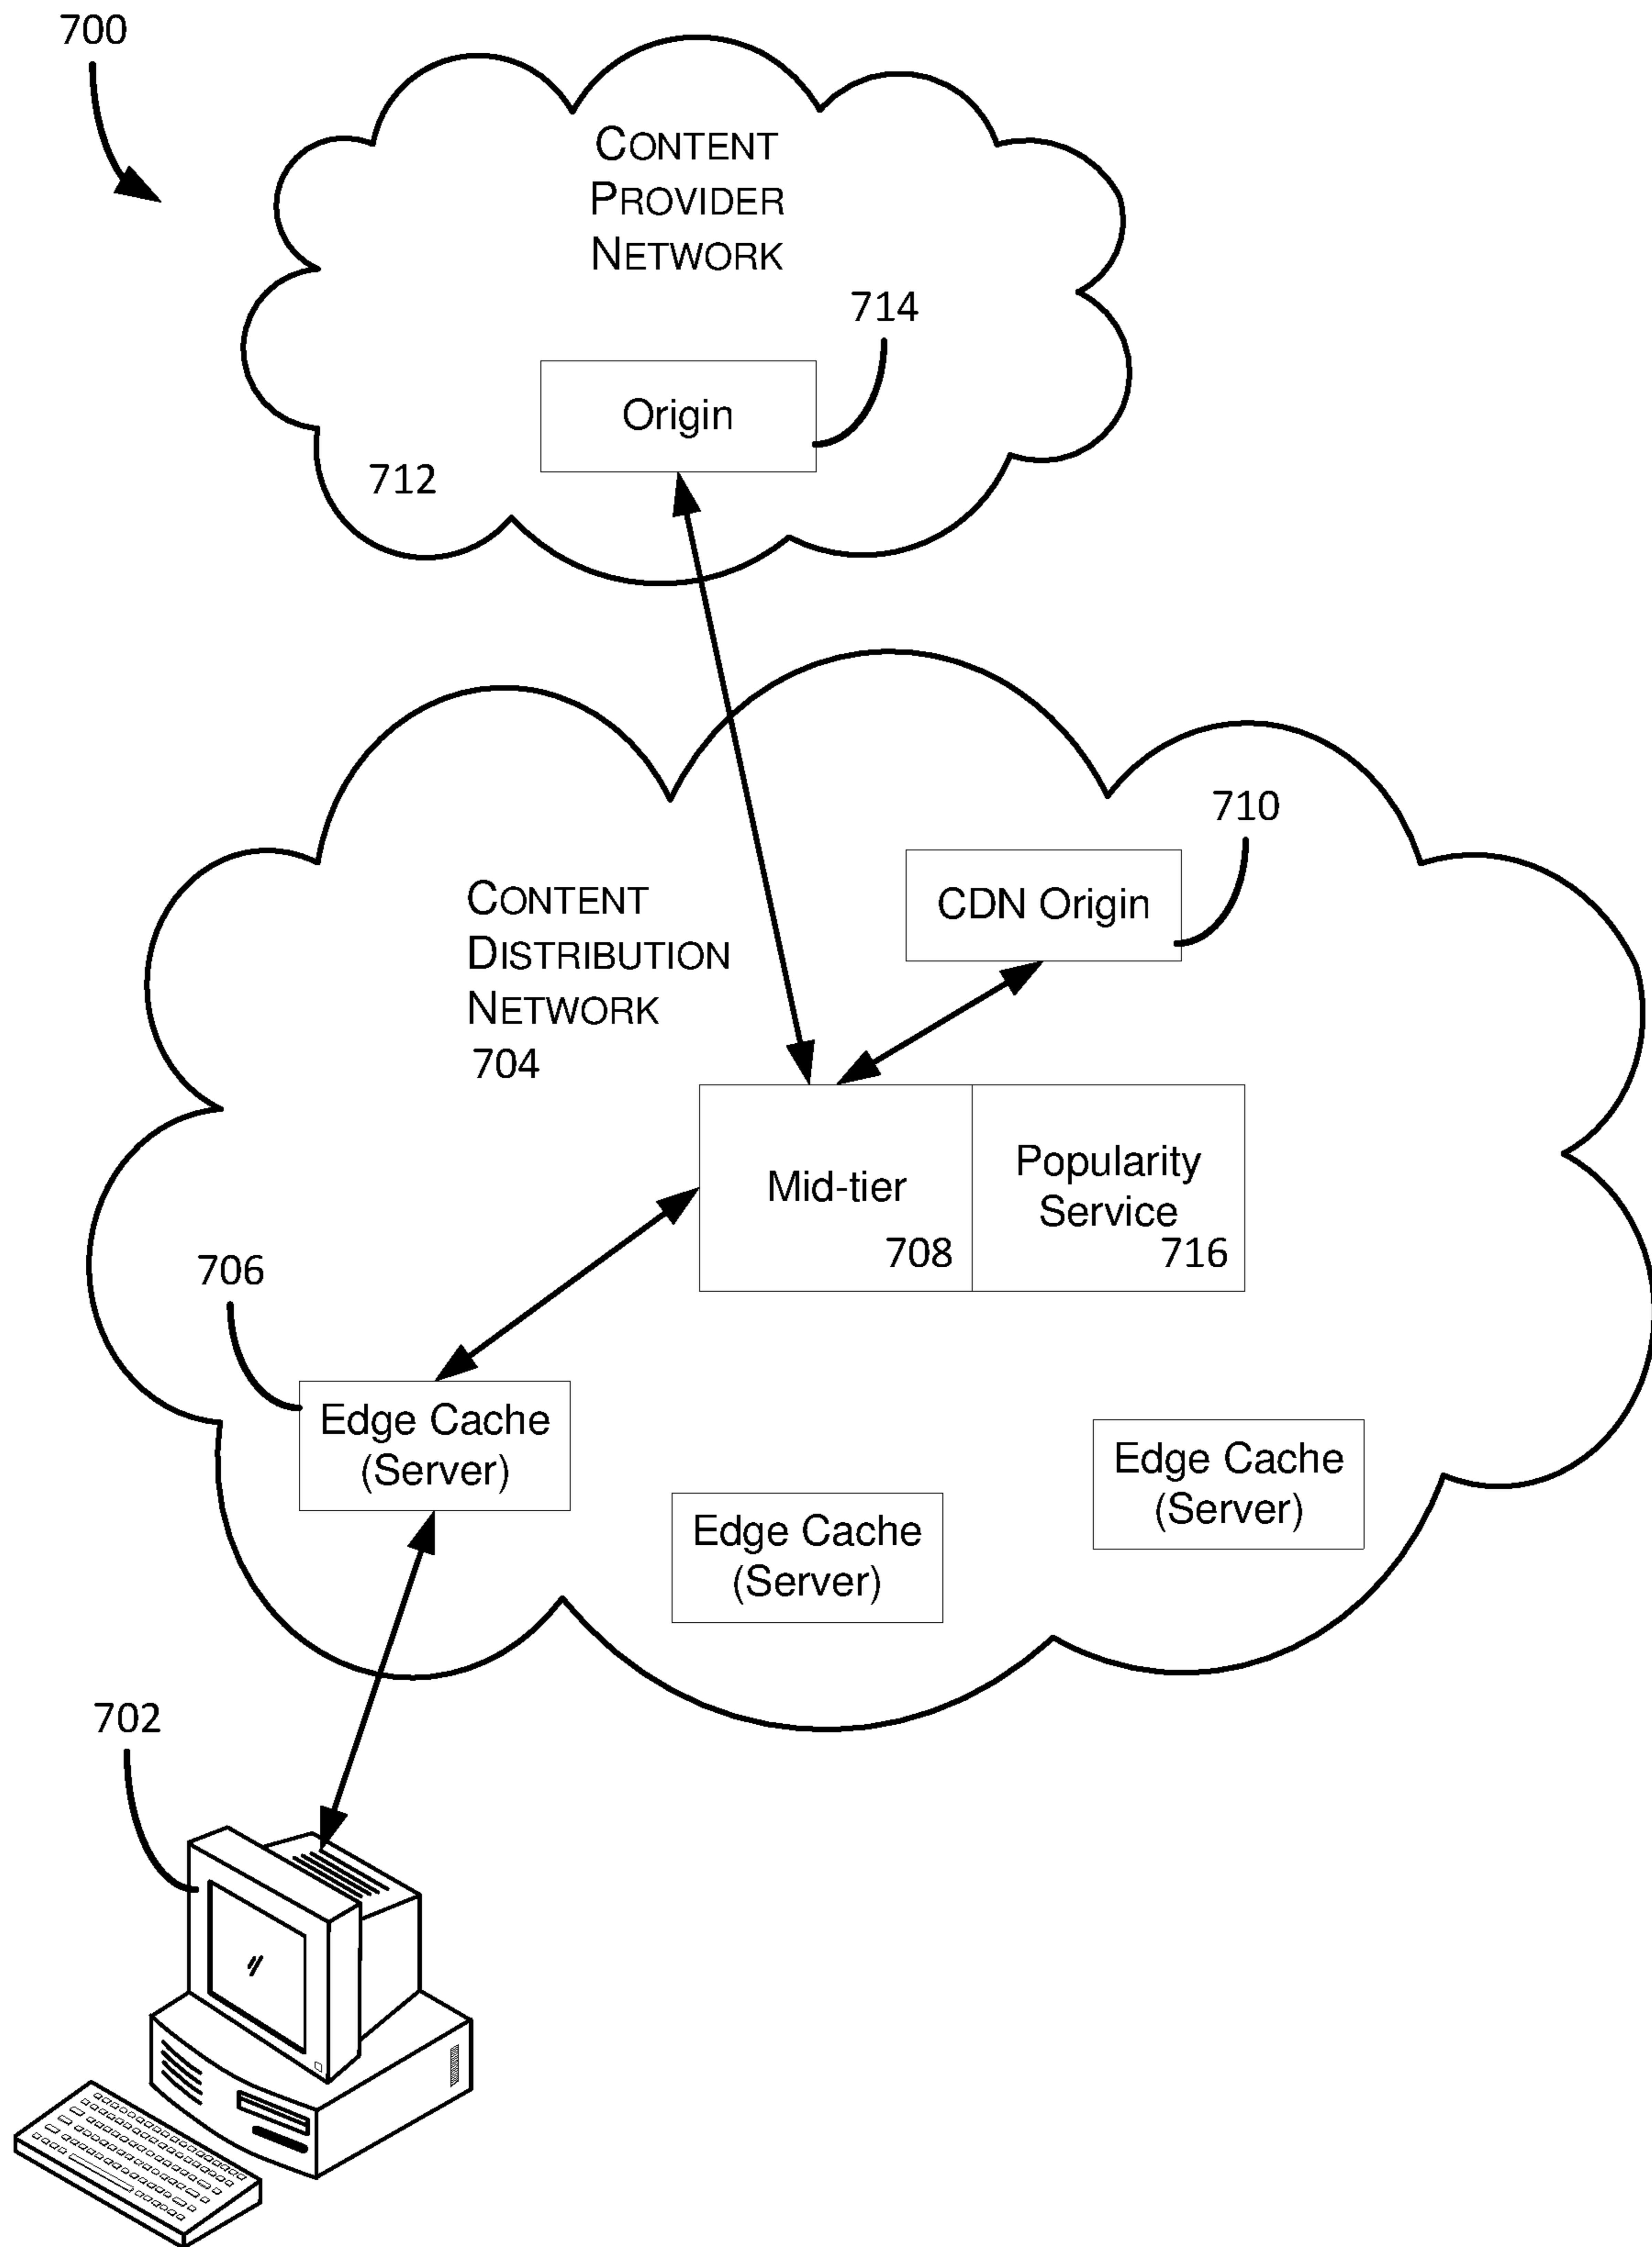 700
CONTENT
PROVIDER
NETWORK
714
Origin
712
710
CDN Origin
CONTENT
DISTRIBUTION
NETWORK
704
Mid-tier
708
Popularity
Service
716
706
Edge Cache
(Server)
Edge Cache
(Server)
Edge Cache
(Server)
702